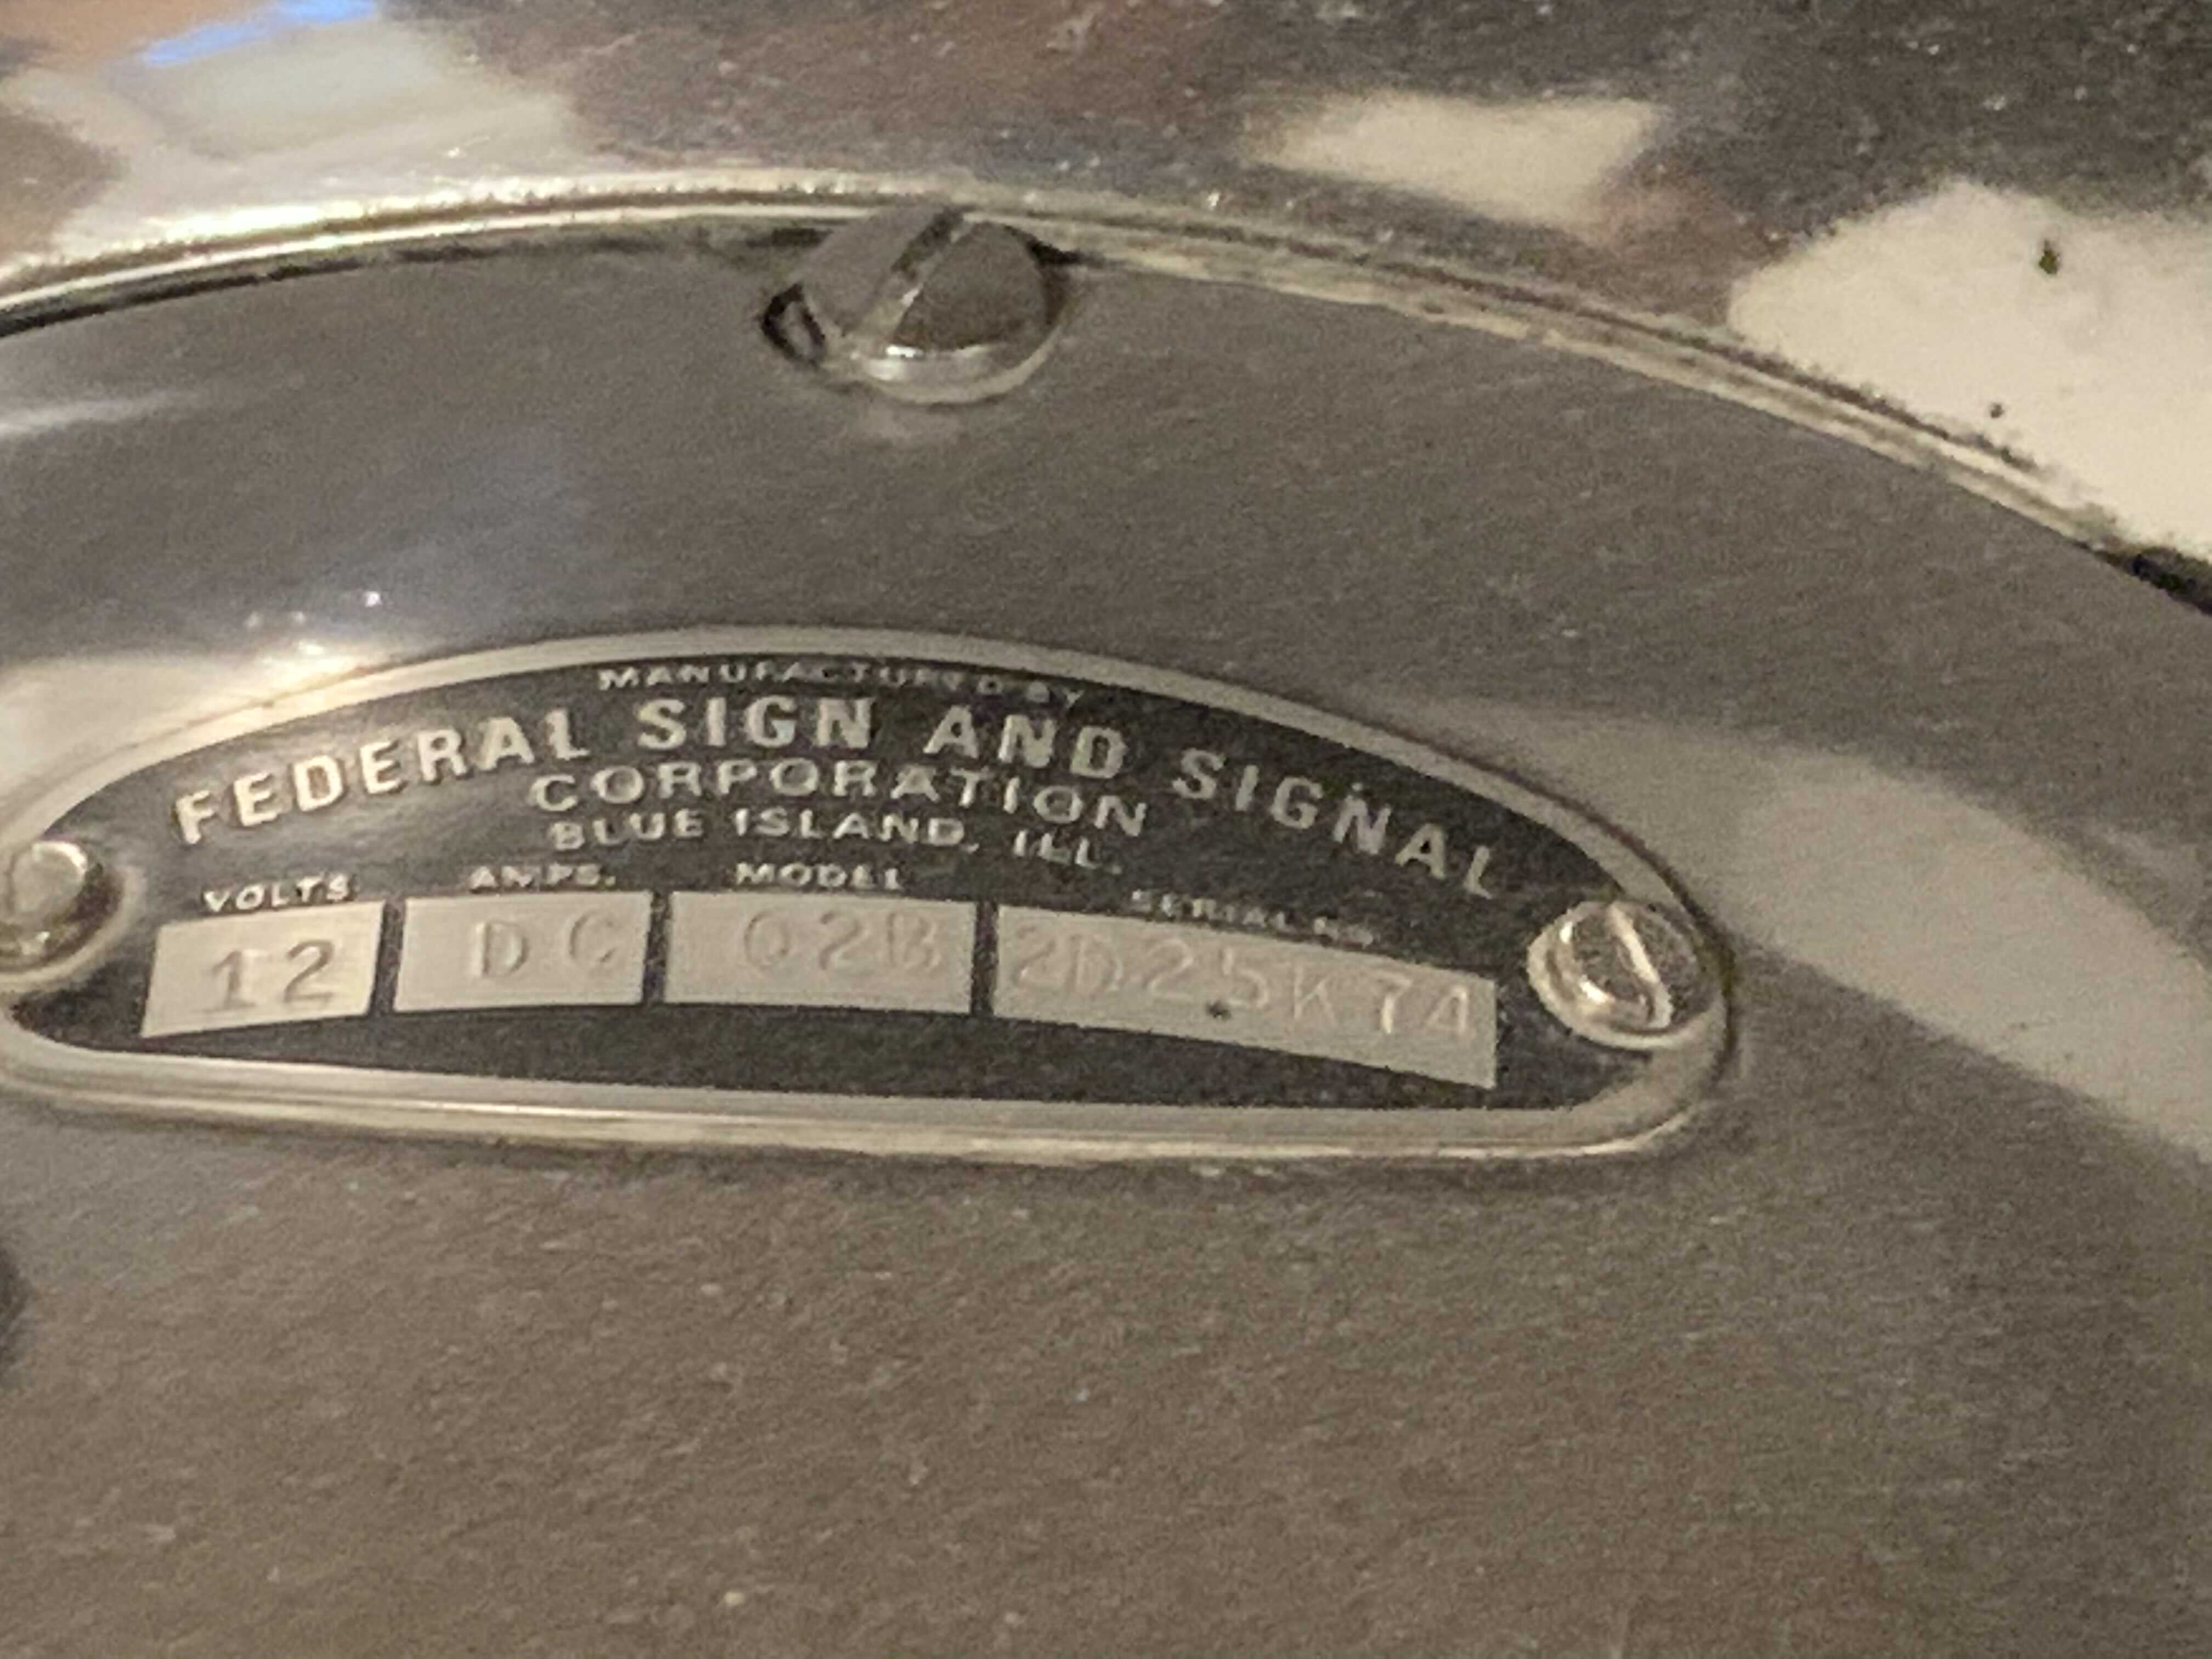 MANUFACTURED BY
FEDERAL SIGN AND SIGNAL
CORPORATION
BLUE ISLAND, ILL.
VOLTS AMPS. MODEL SERIAL NO
12 DC 02B 2D25K74